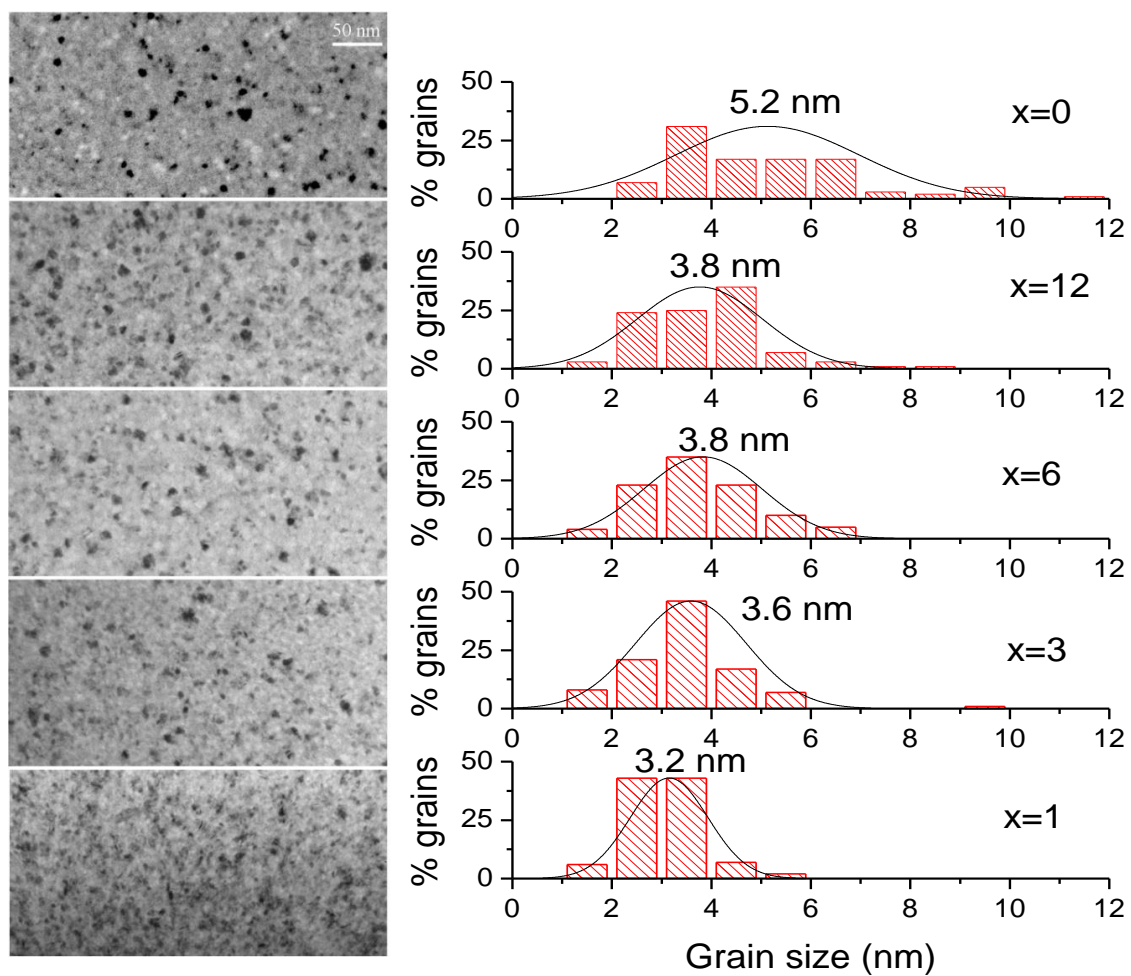 50 nm
50
25
0
% grains
5.2 nm
x=0
0 2 4 6 8 10 12
50
25
0
% grains
3.8 nm
x=12
0 2 4 6 8 10 12
50
25
0
% grains
3.8 nm
x=6
0 2 4 6 8 10 12
50
25
0
% grains
3.6 nm
x=3
0 2 4 6 8 10 12
50
25
0
% grains
3.2 nm
x=1
0 2 4 6 8 10 12
Grain size (nm)